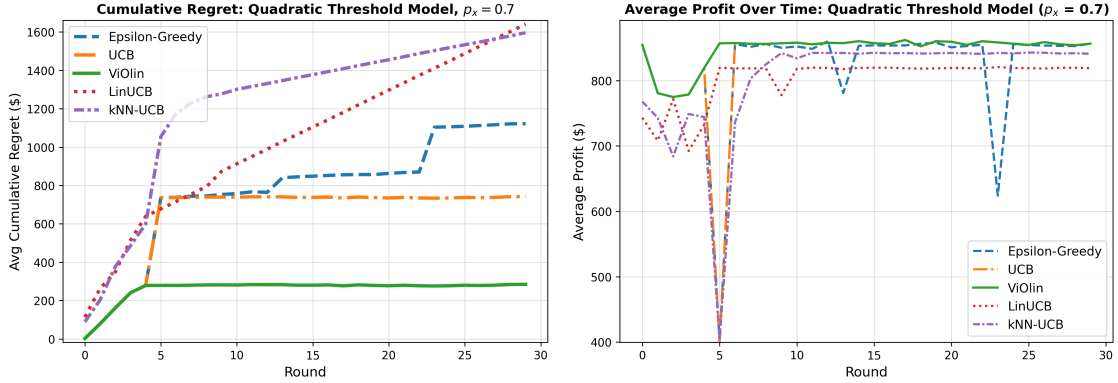 Cumulative Regret: Quadratic Threshold Model, pₓ = 0.7
Avg Cumulative Regret ($)
1600
1400
1200
1000
800
600
400
200
0
Epsilon-Greedy
UCB
ViOlin
LinUCB
kNN-UCB
0 5 10 15 20 25 30
Round
Average Profit Over Time: Quadratic Threshold Model (pₓ = 0.7)
Average Profit ($)
800
700
600
500
400
Epsilon-Greedy
UCB
ViOlin
LinUCB
kNN-UCB
0 5 10 15 20 25 30
Round